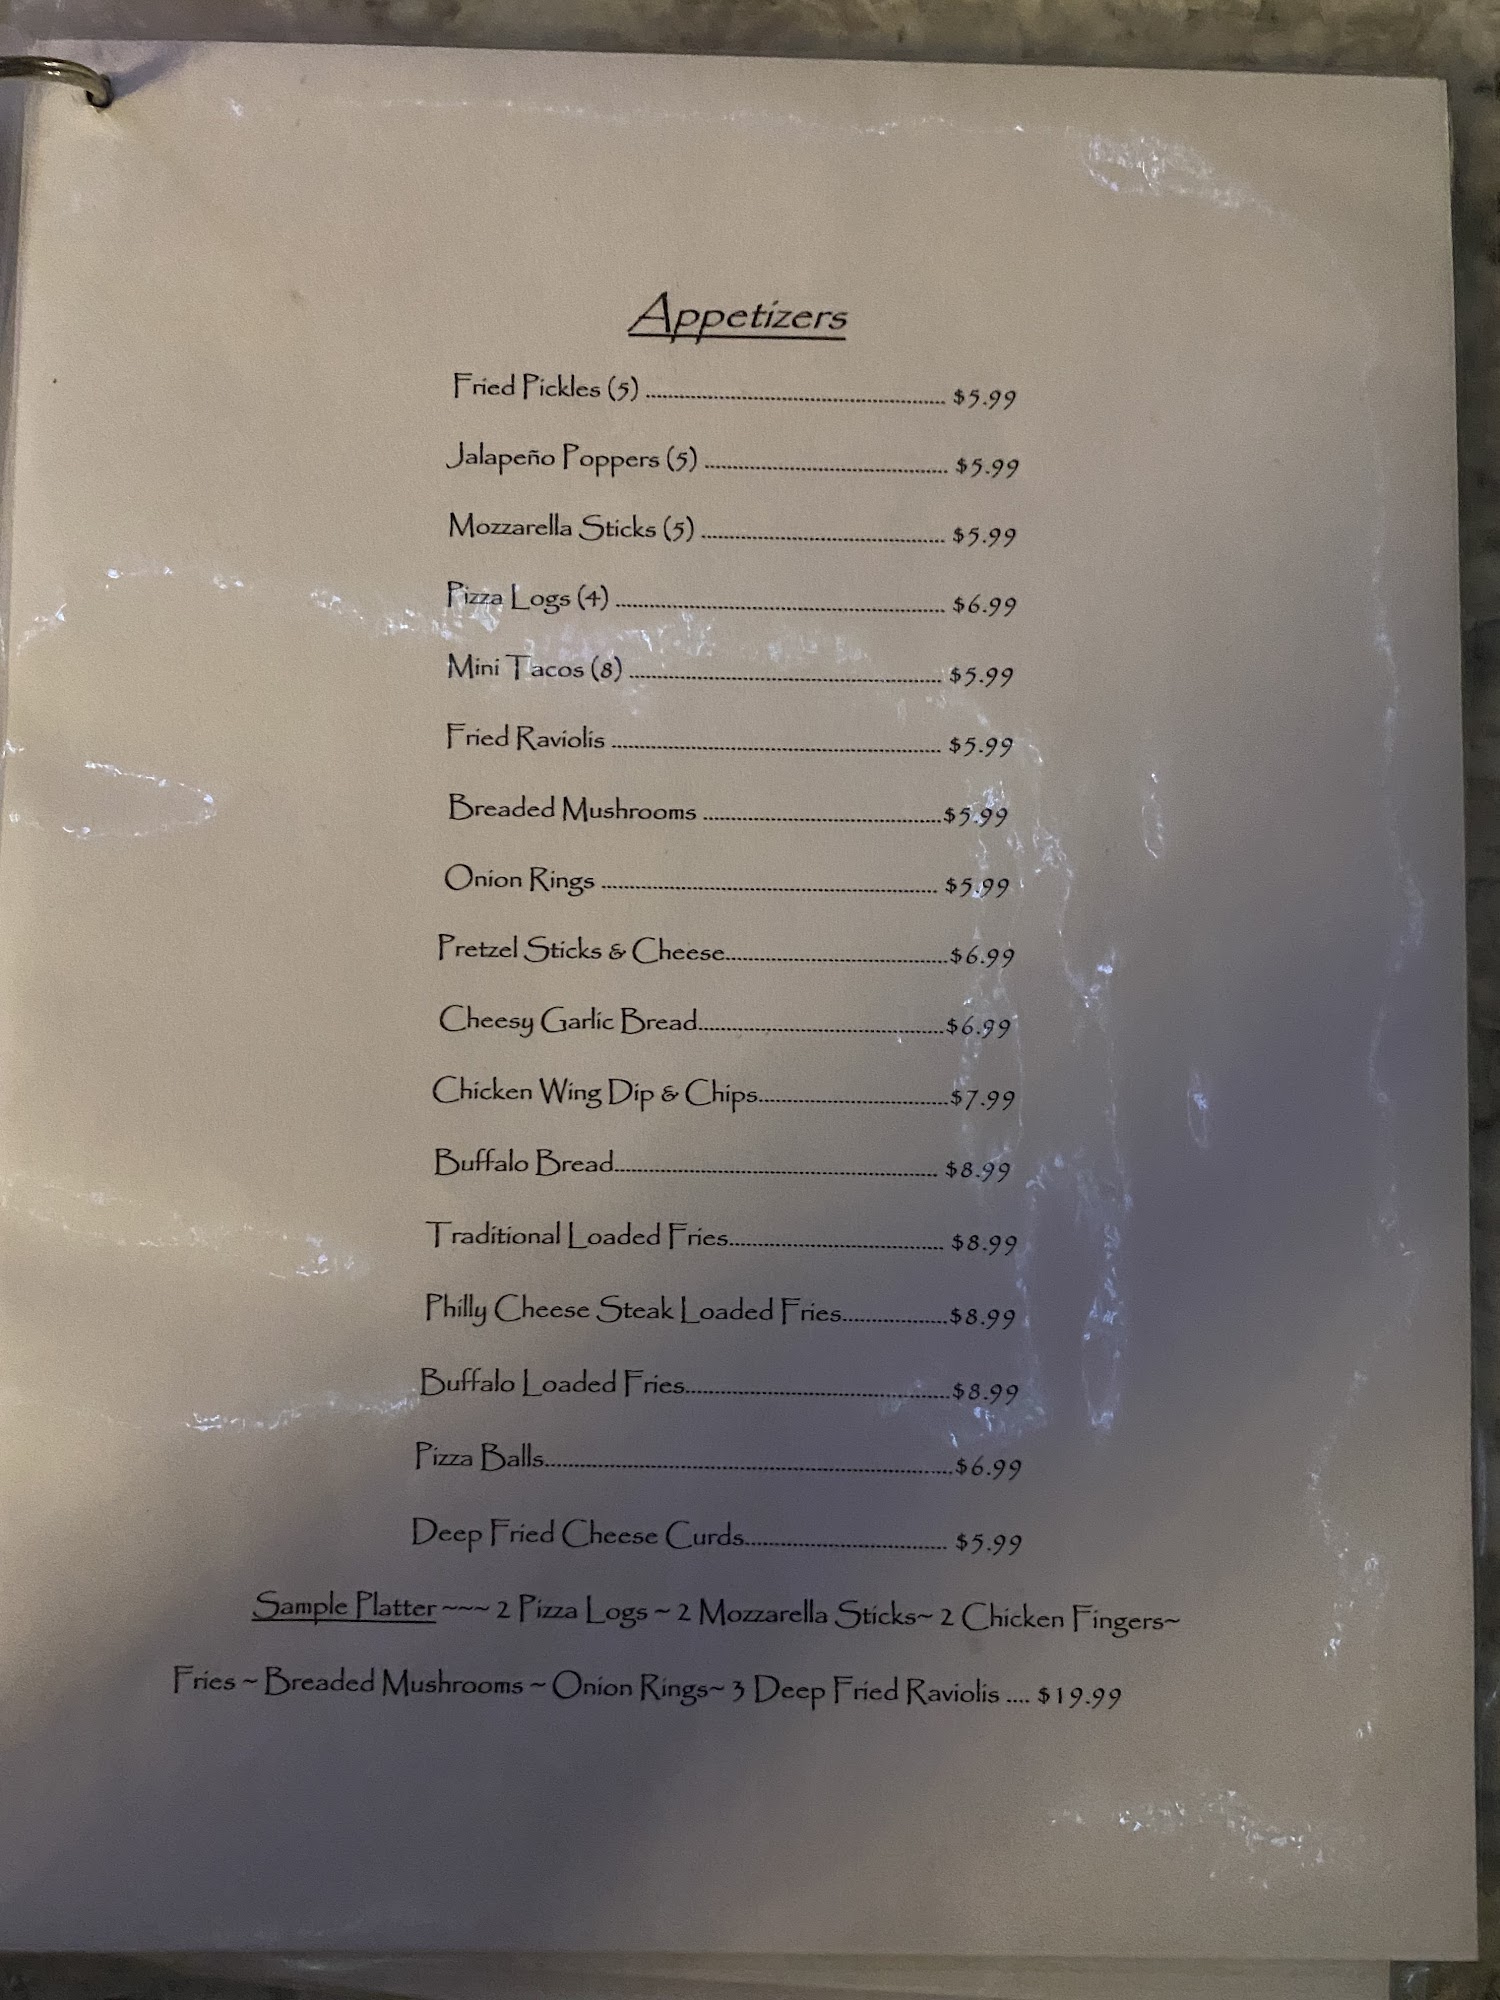 Appetizers
Fried Pickles (5) ........................................ $5.99
Jalapeño Poppers (5) ........................................ $5.99
Mozzarella Sticks (5) ........................................ $5.99
Pizza Logs (4) ........................................ $6.99
Mini Tacos (8) ........................................ $5.99
Fried Raviolis ........................................ $5.99
Breaded Mushrooms ........................................$5.99
Onion Rings ........................................ $5.99
Pretzel Sticks & Cheese........................................$6.99
Cheesy Garlic Bread........................................$6.99
Chicken Wing Dip & Chips........................................$7.99
Buffalo Bread........................................ $8.99
Traditional Loaded Fries........................................ $8.99
Philly Cheese Steak Loaded Fries....................$8.99
Buffalo Loaded Fries........................................$8.99
Pizza Balls........................................$6.99
Deep Fried Cheese Curds........................................ $5.99
Sample Platter ~~~ 2 Pizza Logs ~ 2 Mozzarella Sticks~ 2 Chicken Fingers~
Fries ~ Breaded Mushrooms ~ Onion Rings~ 3 Deep Fried Raviolis .... $19.99